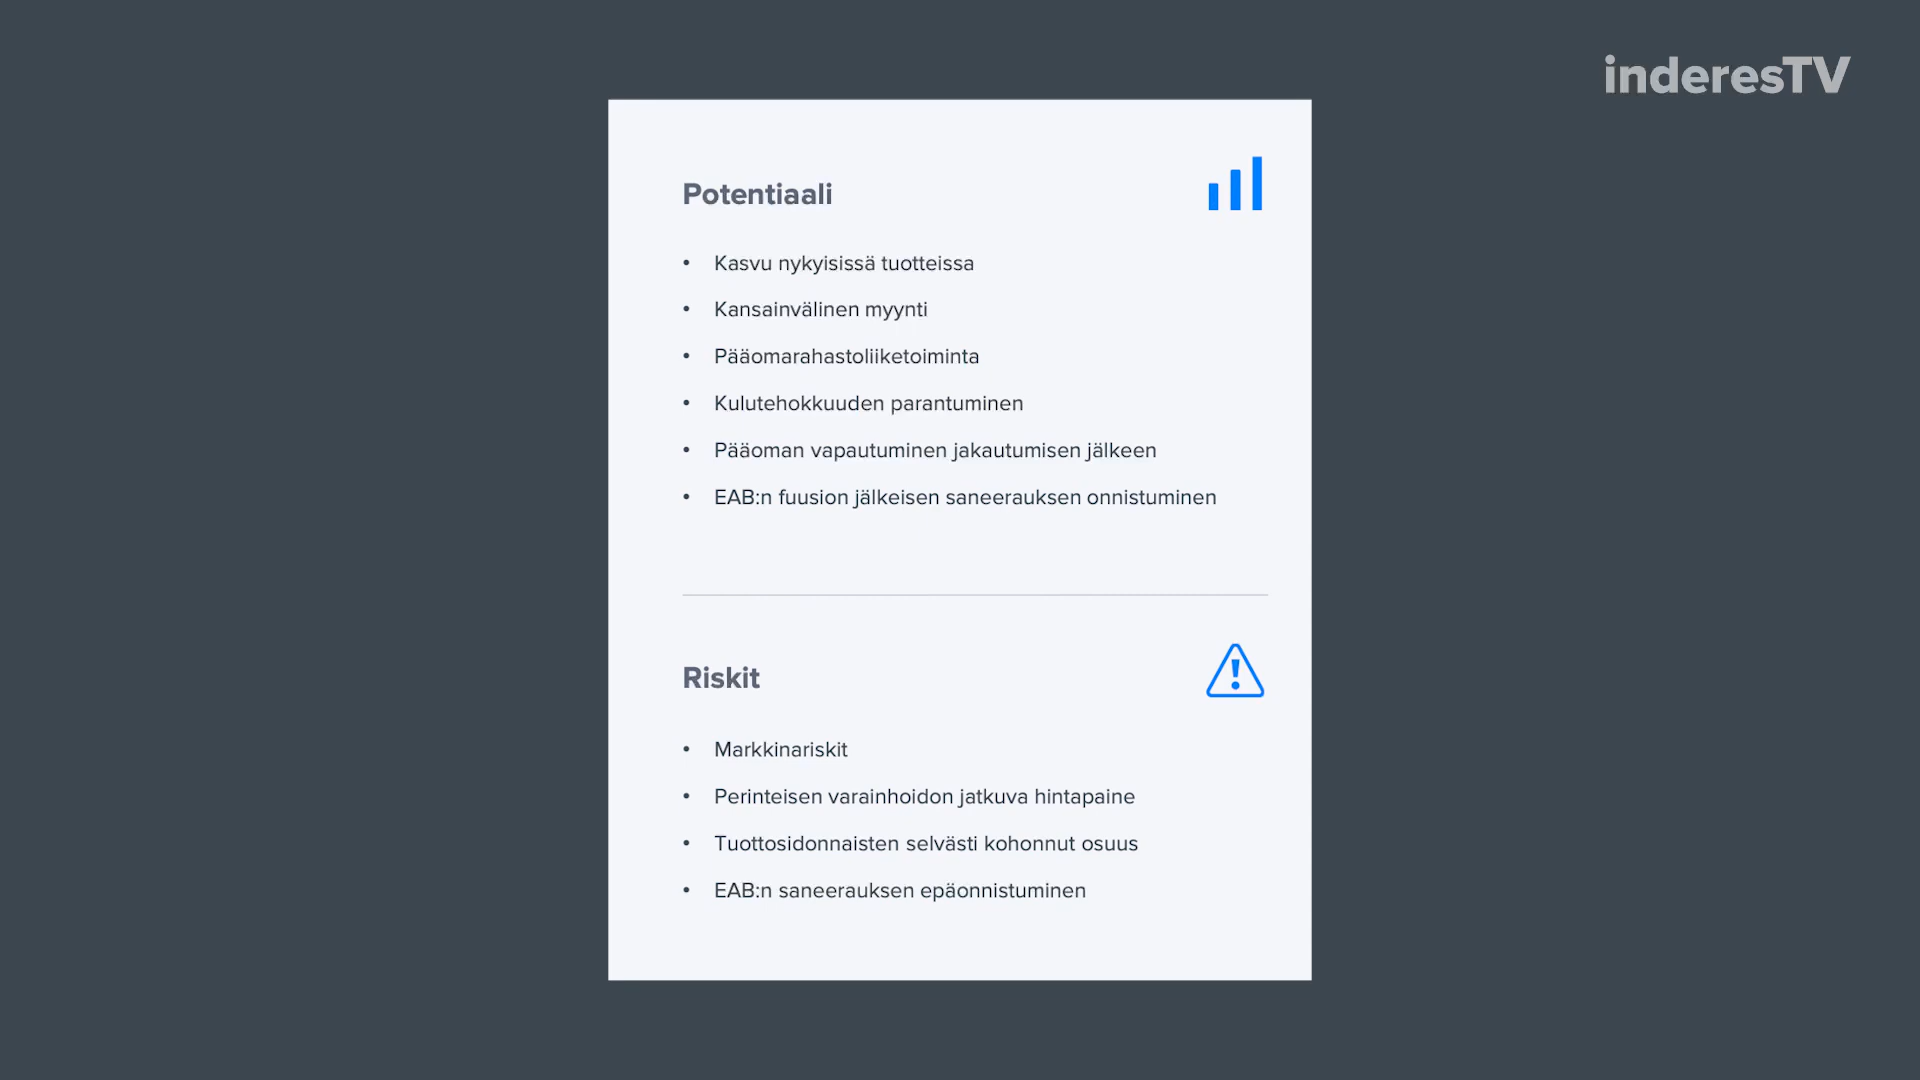 inderesTV
Potentiaali
• Kasvu nykyisissä tuotteissa
• Kansainvälinen myynti
• Pääomarahastoliiketoiminta
• Kulutehokkuuden parantuminen
• Pääoman vapautuminen jakautumisen jälkeen
• EAB:n fuusion jälkeisen saneerauksen onnistuminen
Riskit
• Markkinariskit
• Perinteisen varainhoidon jatkuva hintapaine
• Tuottosidonnaisten selvästi kohonnut osuus
• EAB:n saneerauksen epäonnistuminen